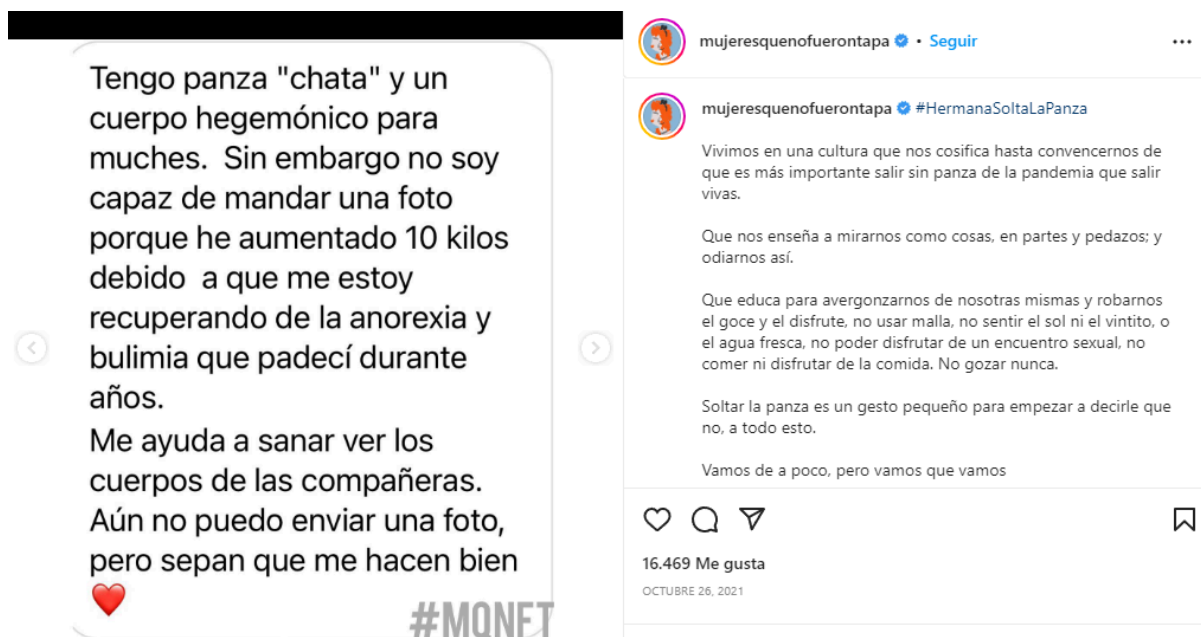 Tengo panza "chata" y un
cuerpo hegemónico para
muches.  Sin embargo no soy
capaz de mandar una foto
porque he aumentado 10 kilos
debido  a que me estoy
recuperando de la anorexia y
bulimia que padecí durante
años.
Me ayuda a sanar ver los
cuerpos de las compañeras.
Aún no puedo enviar una foto,
pero sepan que me hacen bien
❤️
#MQNFT
mujeresquenofuerontapa • Seguir
mujeresquenofuerontapa #HermanaSoltaLaPanza
Vivimos en una cultura que nos cosifica hasta convencernos de
que es más importante salir sin panza de la pandemia que salir
vivas.
Que nos enseña a mirarnos como cosas, en partes y pedazos; y
odiarnos así.
Que educa para avergonzarnos de nosotras mismas y robarnos
el goce y el disfrute, no usar malla, no sentir el sol ni el vintito, o
el agua fresca, no poder disfrutar de un encuentro sexual, no
comer ni disfrutar de la comida. No gozar nunca.
Soltar la panza es un gesto pequeño para empezar a decirle que
no, a todo esto.
Vamos de a poco, pero vamos que vamos
16.469 Me gusta
OCTUBRE 26, 2021